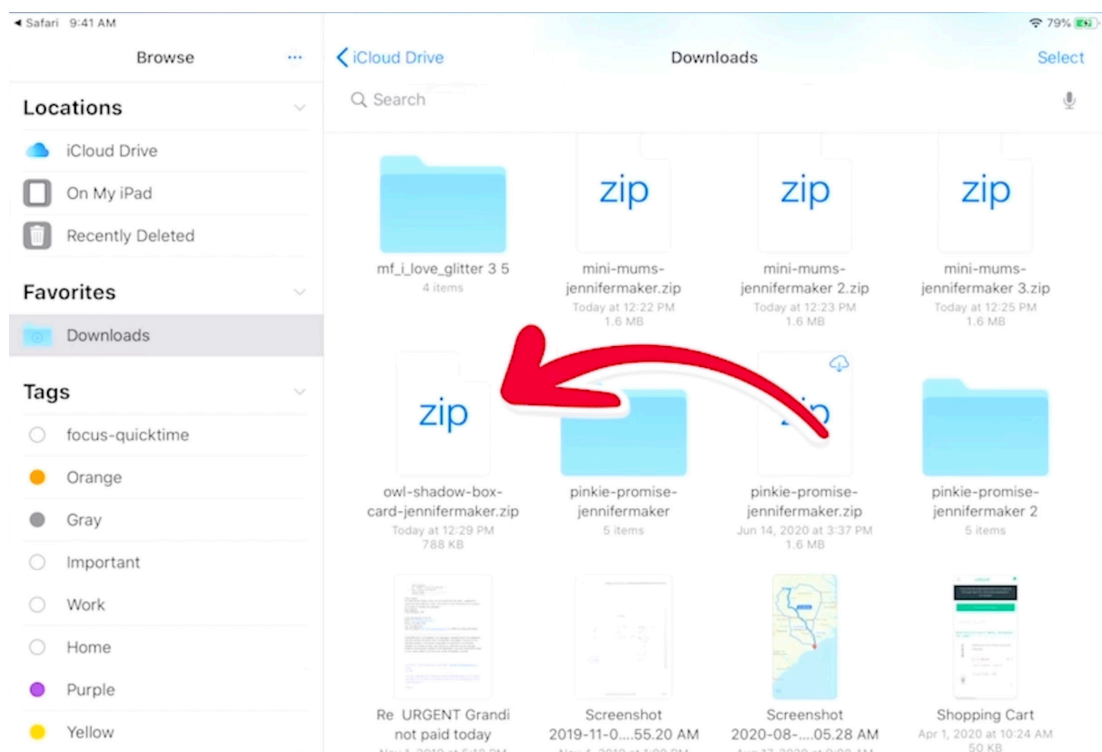 Safari 9:41 AM
79%
Browse
iCloud Drive
Downloads
Select
Search
Locations
iCloud Drive
On My iPad
Recently Deleted
Favorites
Downloads
Tags
focus-quicktime
Orange
Gray
Important
Work
Home
Purple
Yellow
mf_i_love_glitter 3 5
4 items
zip
mini-mums-
jennifermaker.zip
Today at 12:22 PM
1.6 MB
zip
mini-mums-
jennifermaker 2.zip
Today at 12:23 PM
1.6 MB
zip
mini-mums-
jennifermaker 3.zip
Today at 12:25 PM
1.6 MB
zip
owl-shadow-box-
card-jennifermaker.zip
Today at 12:29 PM
788 KB
pinkie-promise-
jennifermaker
5 items
zip
pinkie-promise-
jennifermaker.zip
Jun 14, 2020 at 3:37 PM
1.6 MB
pinkie-promise-
jennifermaker 2
5 items
Re URGENT Grandi
not paid today
Screenshot
2019-11-0....55.20 AM
Screenshot
2020-08-....05.28 AM
Shopping Cart
Apr 1, 2020 at 10:24 AM
50 KB